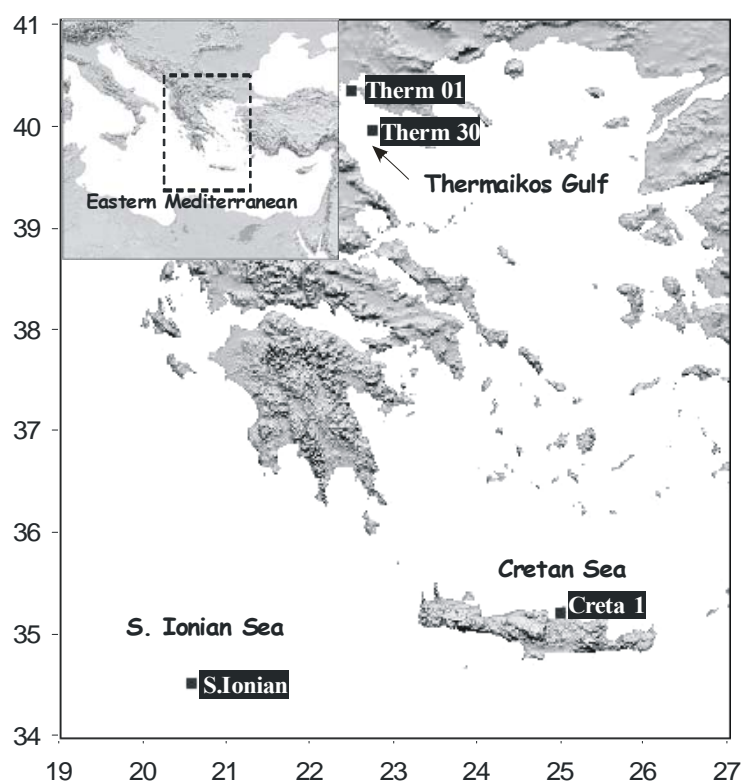 41
40
39
38
37
36
35
34
Eastern Mediterranean
Therm 01
Therm 30
Thermaikos Gulf
Cretan Sea
Creta 1
S. Ionian Sea
S.Ionian
19 20 21 22 23 24 25 26 27